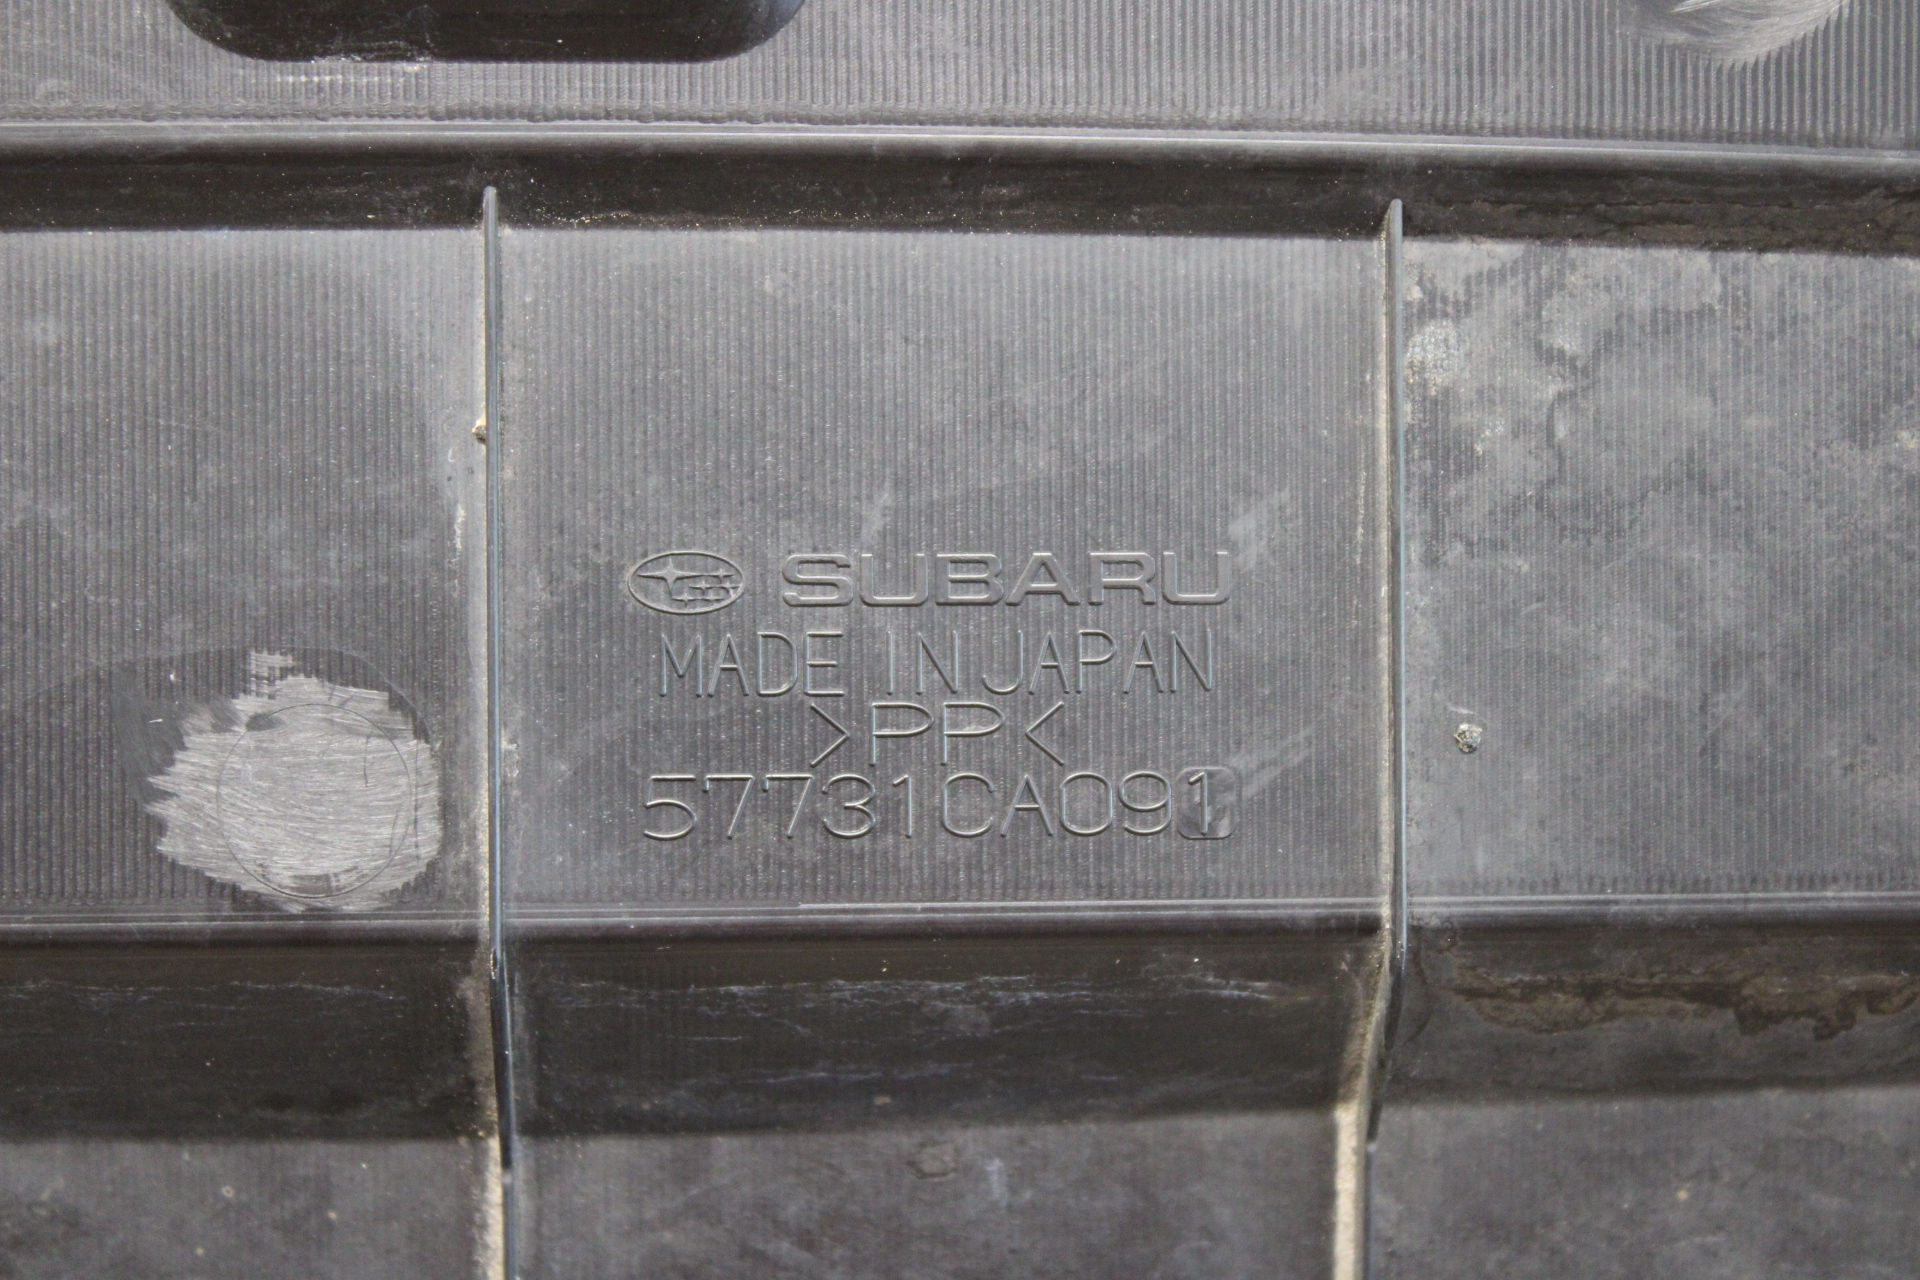 SUBARU
MADE IN JAPAN
>PP<
57731CA091